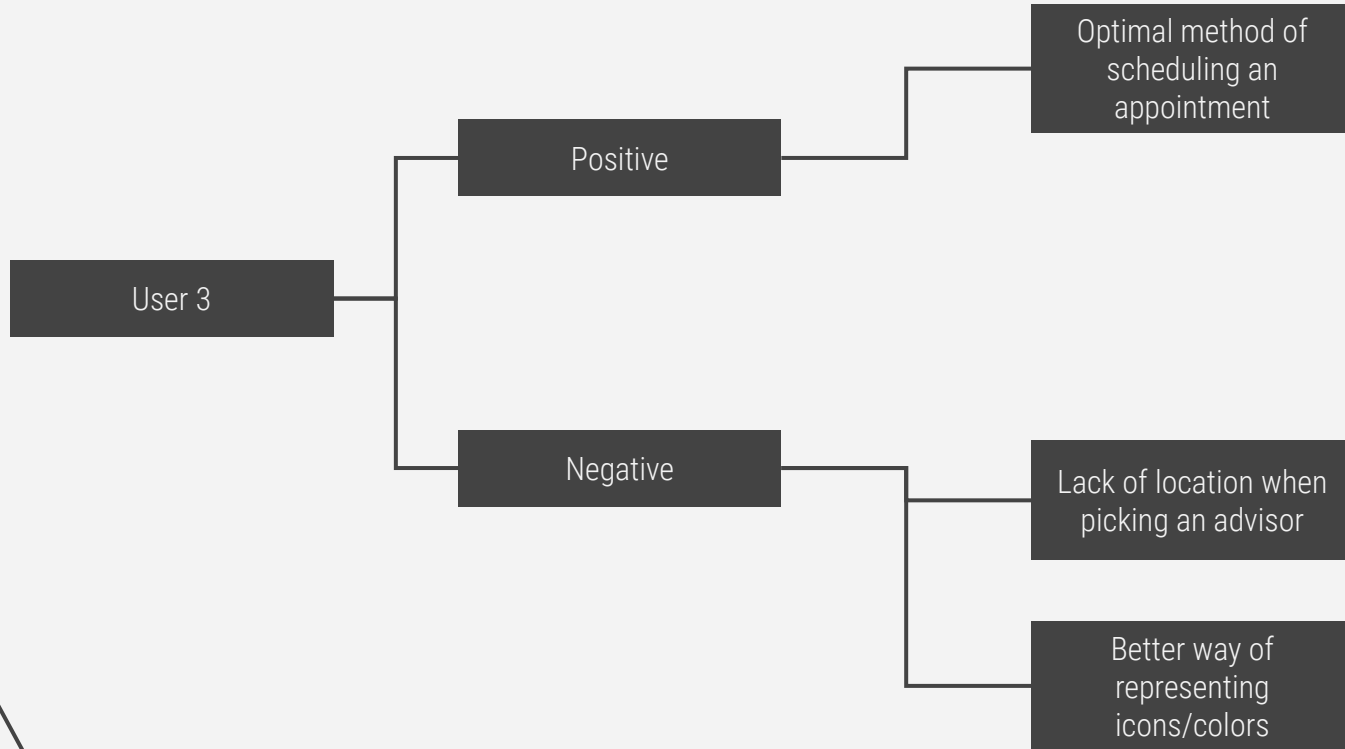 User 3
Positive
Optimal method of
scheduling an
appointment
Negative
Lack of location when
picking an advisor
Better way of
representing
icons/colors